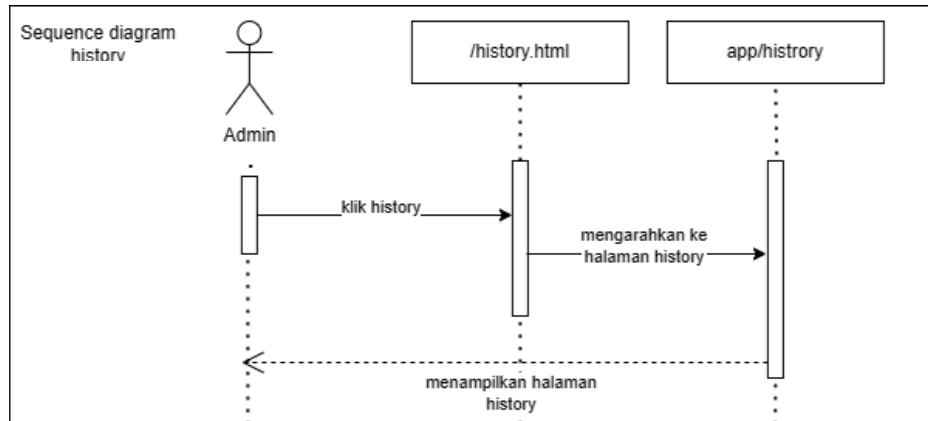 Sequence diagram
history
/history.html
app/histrory
Admin
klik history
mengarahkan ke
halaman history
menampilkan halaman
history